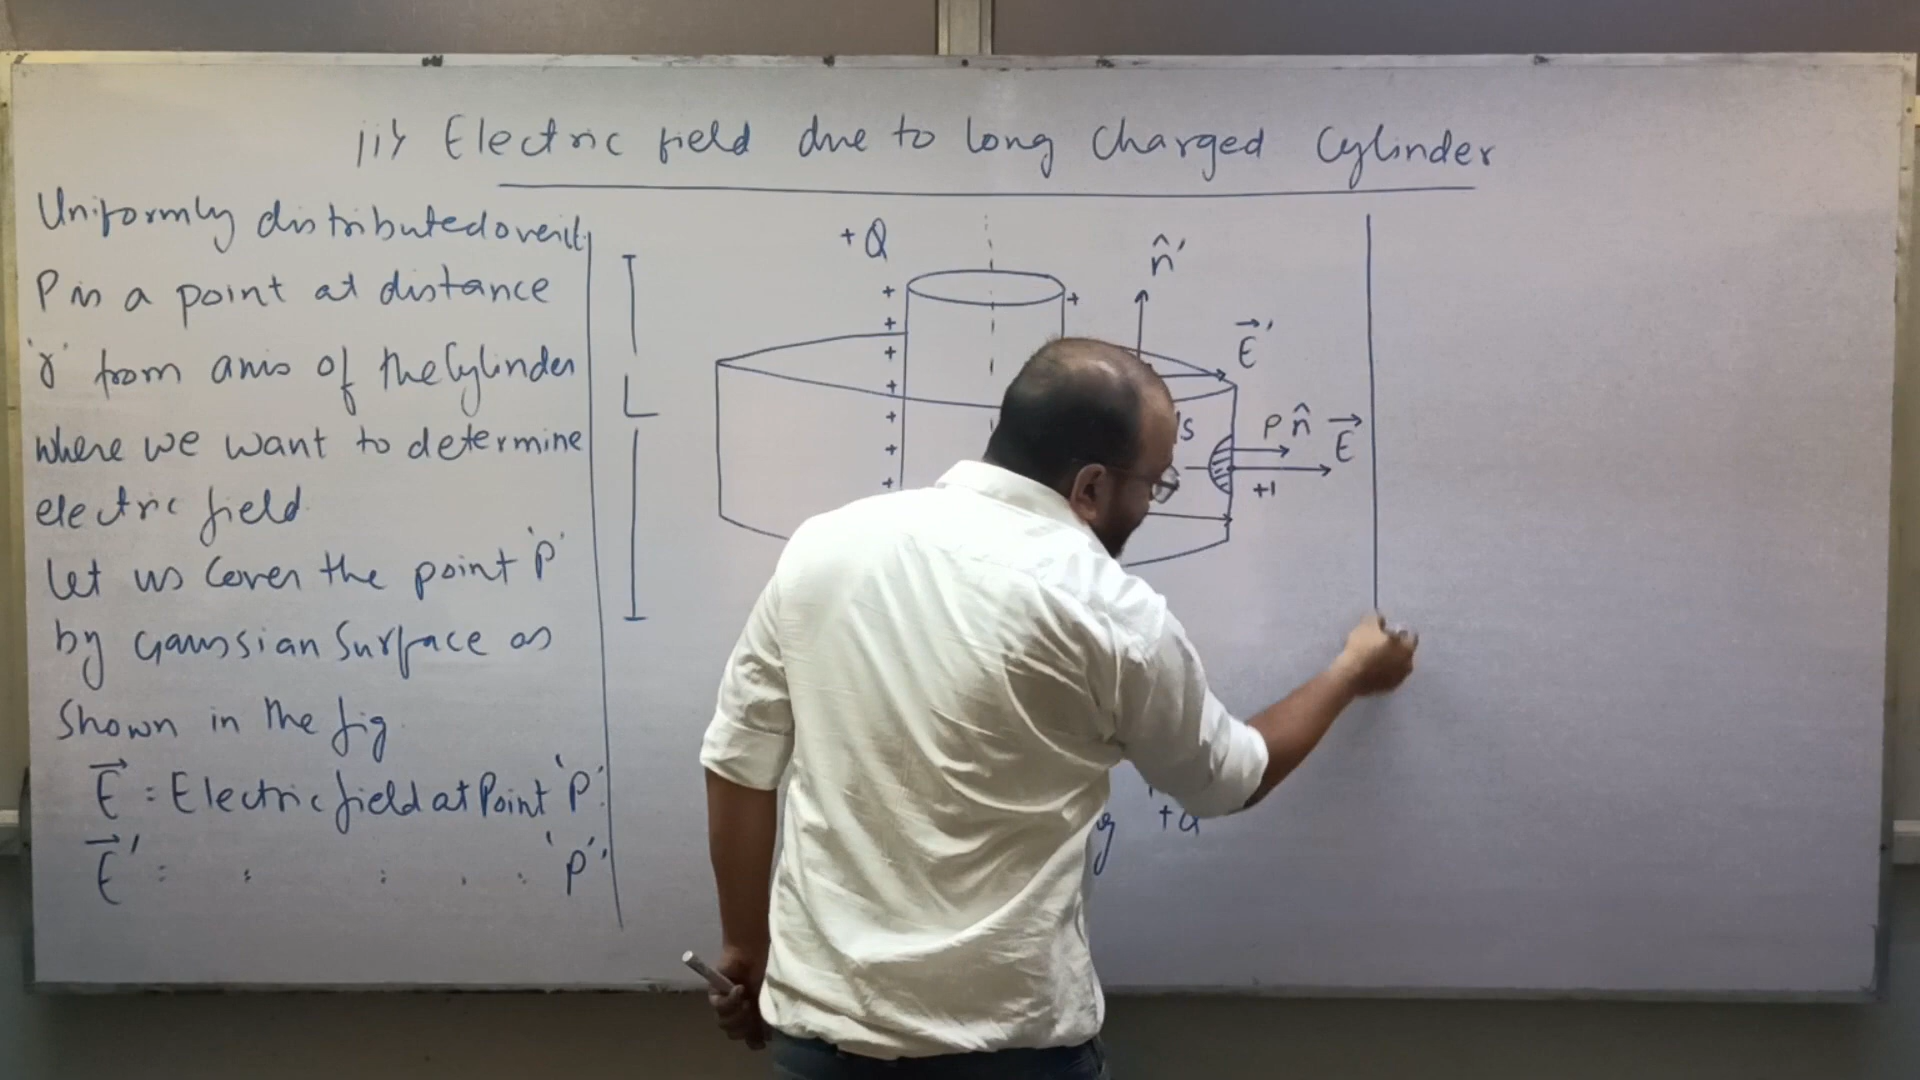 iiy Electric field due to long charged Cylinder
Uniformly distributed over it
P is a point at distance
'r' from axis of the Cylinder
where we want to determine
electric field
Let us Cover the point 'P'
by Gaussian Surface as
Shown in the fig
E : Electric field at Point 'P'.
E' : : : . : 'P''
L
+Q
+
+
+
+
+
+
+
+
n̂'
E'
P n̂ E
+1